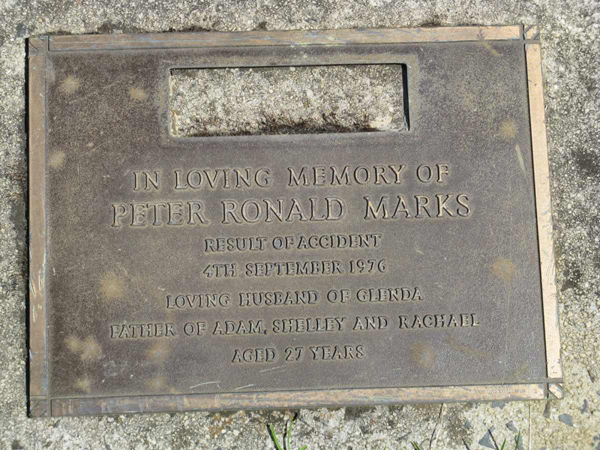 IN LOVING MEMORY OF
PETER RONALD MARKS
RESULT OF ACCIDENT
4TH SEPTEMBER 1976
LOVING HUSBAND OF GLENDA
FATHER OF ADAM, SHELLEY AND RACHAEL
AGED 27 YEARS